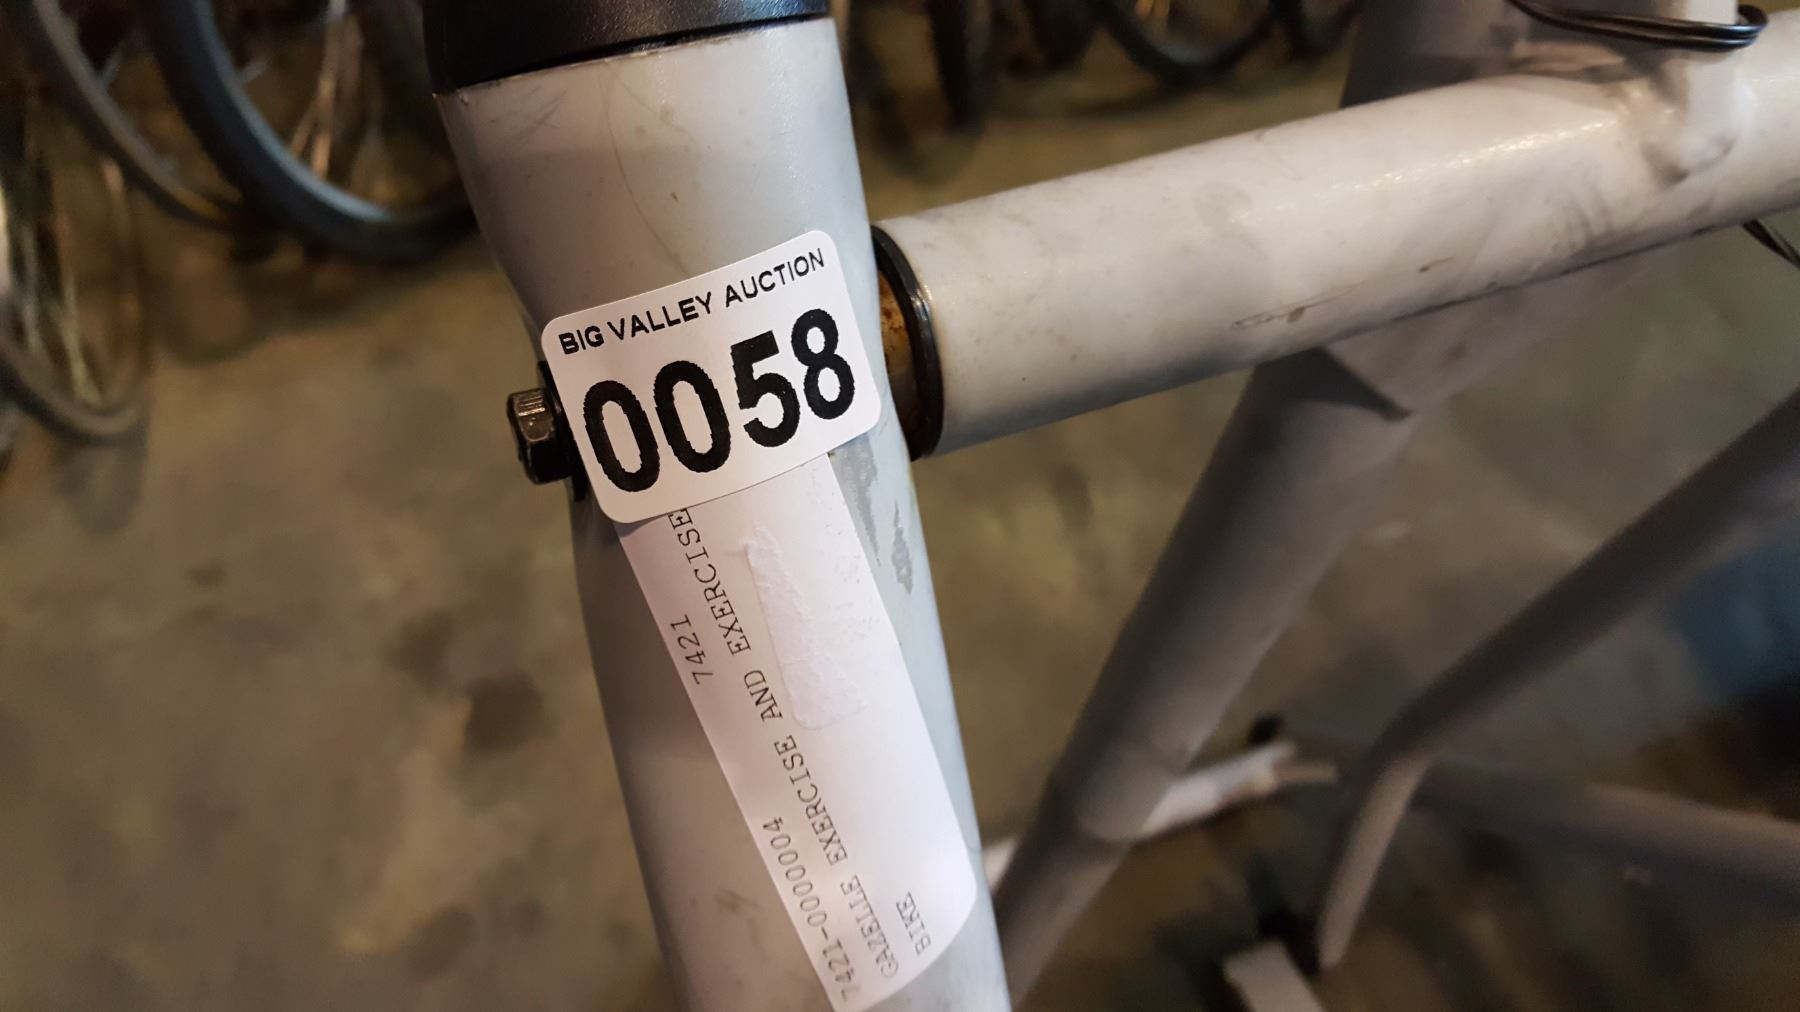 BIG VALLEY AUCTION
0058
7421
7421-0000004
GAZELLE EXERCISE AND EXERCISE
BIKE